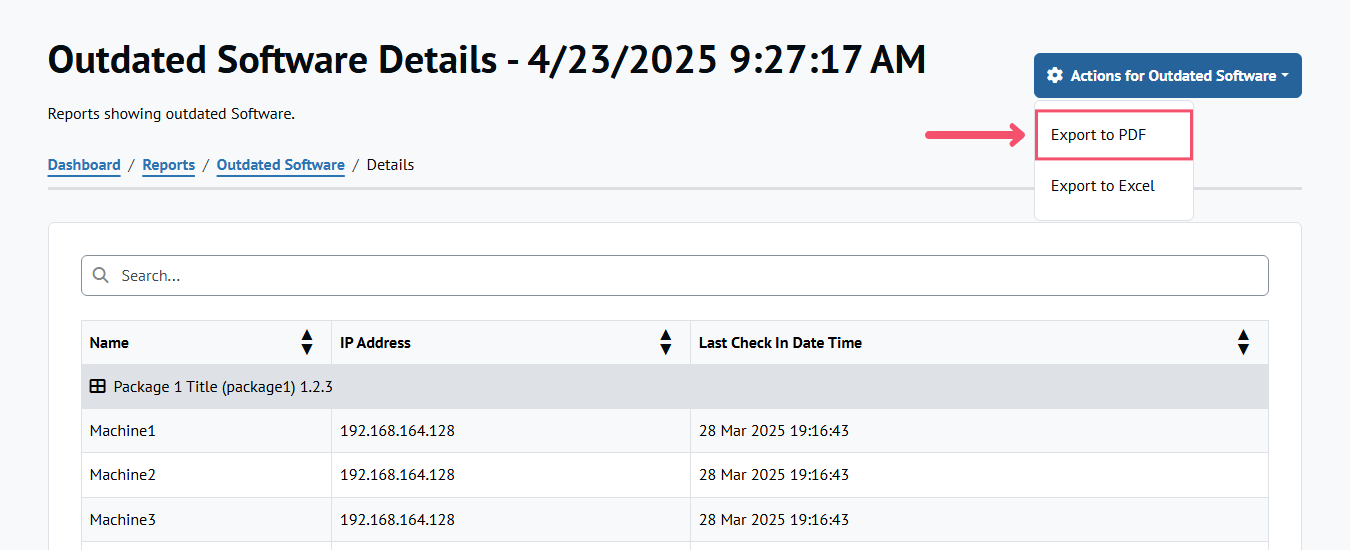 Outdated Software Details - 4/23/2025 9:27:17 AM
Actions for Outdated Software
Reports showing outdated Software.
Export to PDF
Dashboard / Reports / Outdated Software / Details
Export to Excel
Search...
Name IP Address Last Check In Date Time
Package 1 Title (package1) 1.2.3
Machine1 192.168.164.128 28 Mar 2025 19:16:43
Machine2 192.168.164.128 28 Mar 2025 19:16:43
Machine3 192.168.164.128 28 Mar 2025 19:16:43